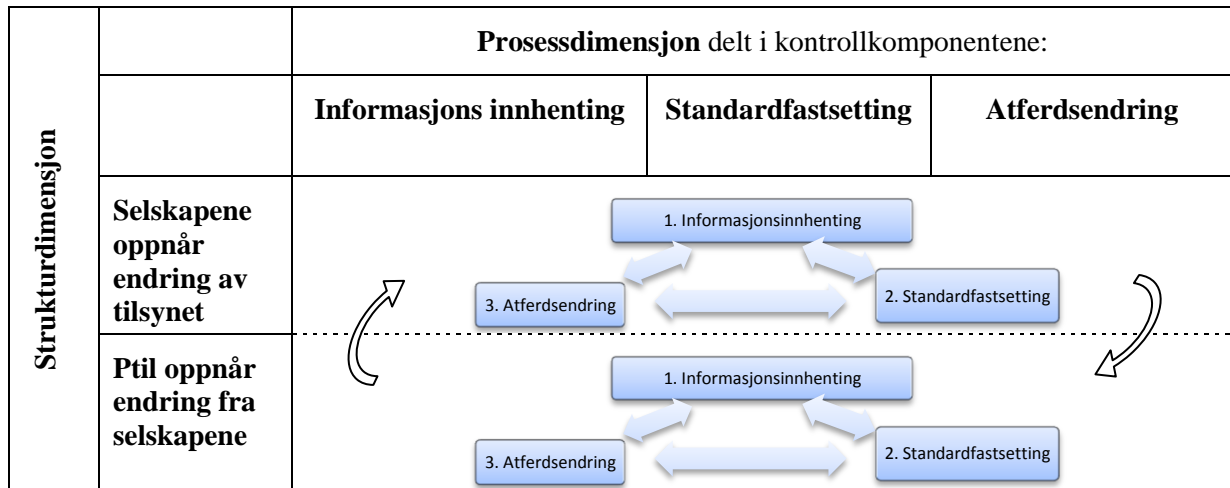 Prosessdimensjon delt i kontrollkomponentene:
Informasjons innhenting
Standardfastsetting
Atferdsendring
Strukturdimensjon
Selskapene
oppnår
endring av
tilsynet
1. Informasjonsinnhenting
3. Atferdsendring
2. Standardfastsetting
Ptil oppnår
endring fra
selskapene
1. Informasjonsinnhenting
3. Atferdsendring
2. Standardfastsetting